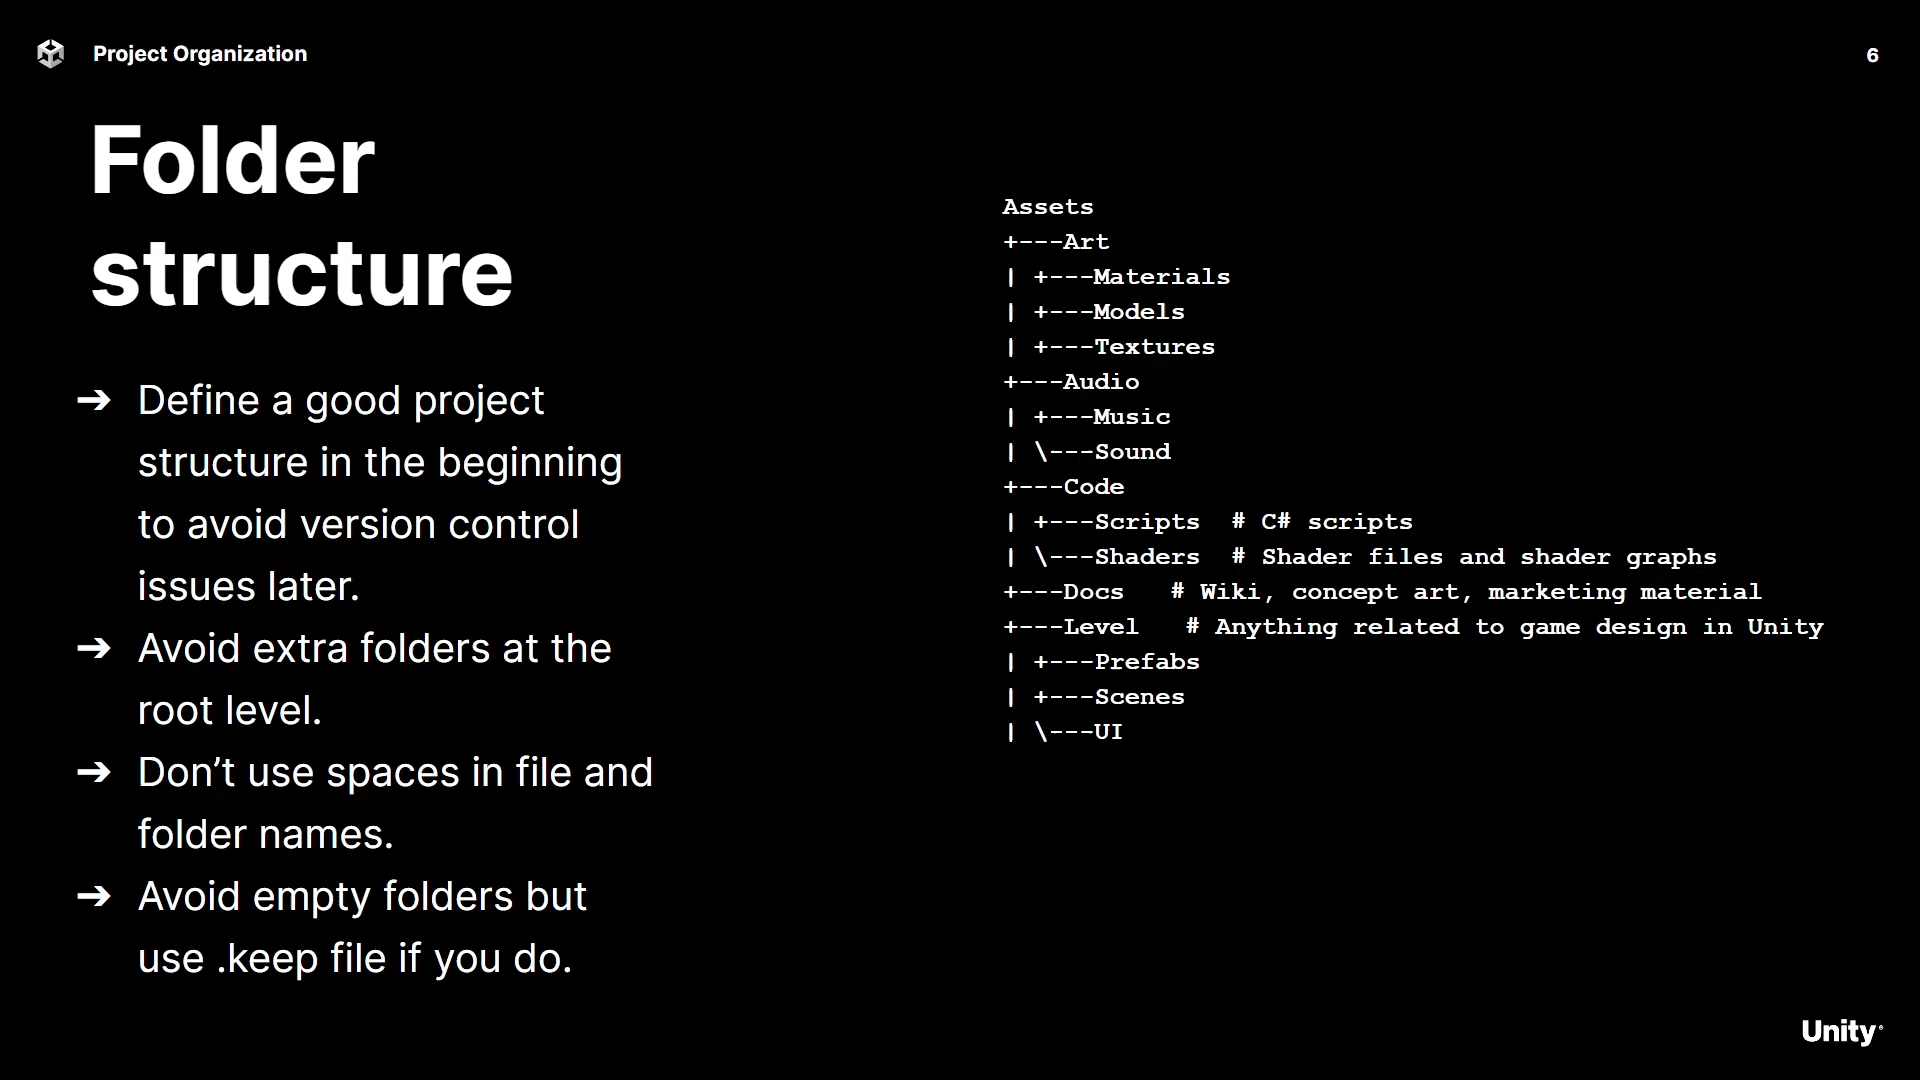 Project Organization
6
Folder
structure
➔ Define a good project
structure in the beginning
to avoid version control
issues later.
➔ Avoid extra folders at the
root level.
➔ Don’t use spaces in file and
folder names.
➔ Avoid empty folders but
use .keep file if you do.
Assets
+---Art
| +---Materials
| +---Models
| +---Textures
+---Audio
| +---Music
| \---Sound
+---Code
| +---Scripts  # C# scripts
| \---Shaders  # Shader files and shader graphs
+---Docs   # Wiki, concept art, marketing material
+---Level   # Anything related to game design in Unity
| +---Prefabs
| +---Scenes
| \---UI
Unity®